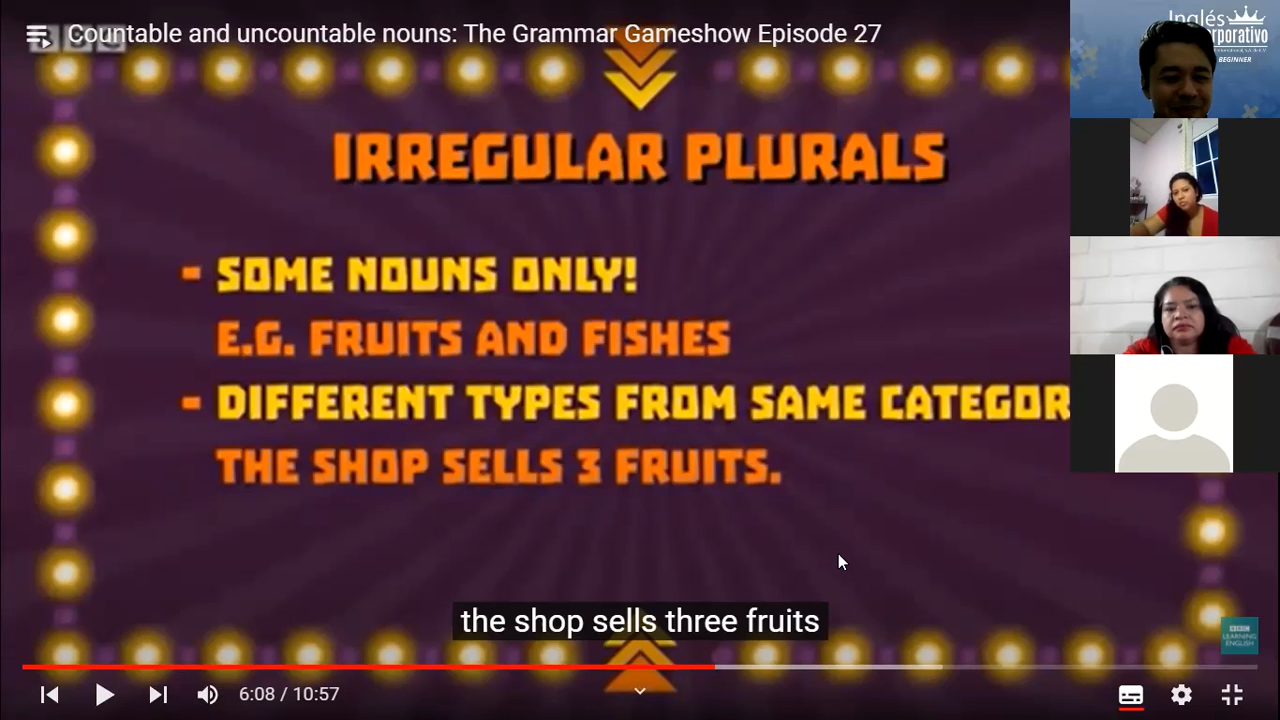 Countable and uncountable nouns: The Grammar Gameshow Episode 27
Inglés
BEGINNER
IRREGULAR PLURALS
- SOME NOUNS ONLY!
E.G. FRUITS AND FISHES
- DIFFERENT TYPES FROM SAME CATEGOR
THE SHOP SELLS 3 FRUITS.
the shop sells three fruits
BBC
LEARNING
ENGLISH
6:08 / 10:57